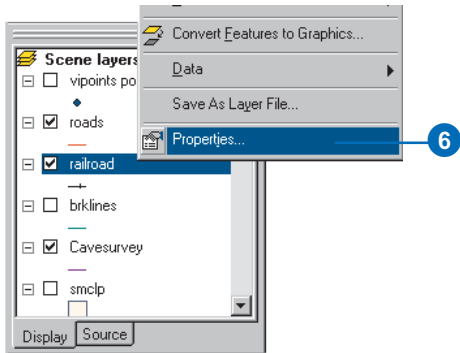 Convert Features to Graphics...
Data
Save As Layer File...
Properties...
6
Scene layers
vipoints po
roads
railroad
brklines
Cavesurvey
smclp
Display
Source